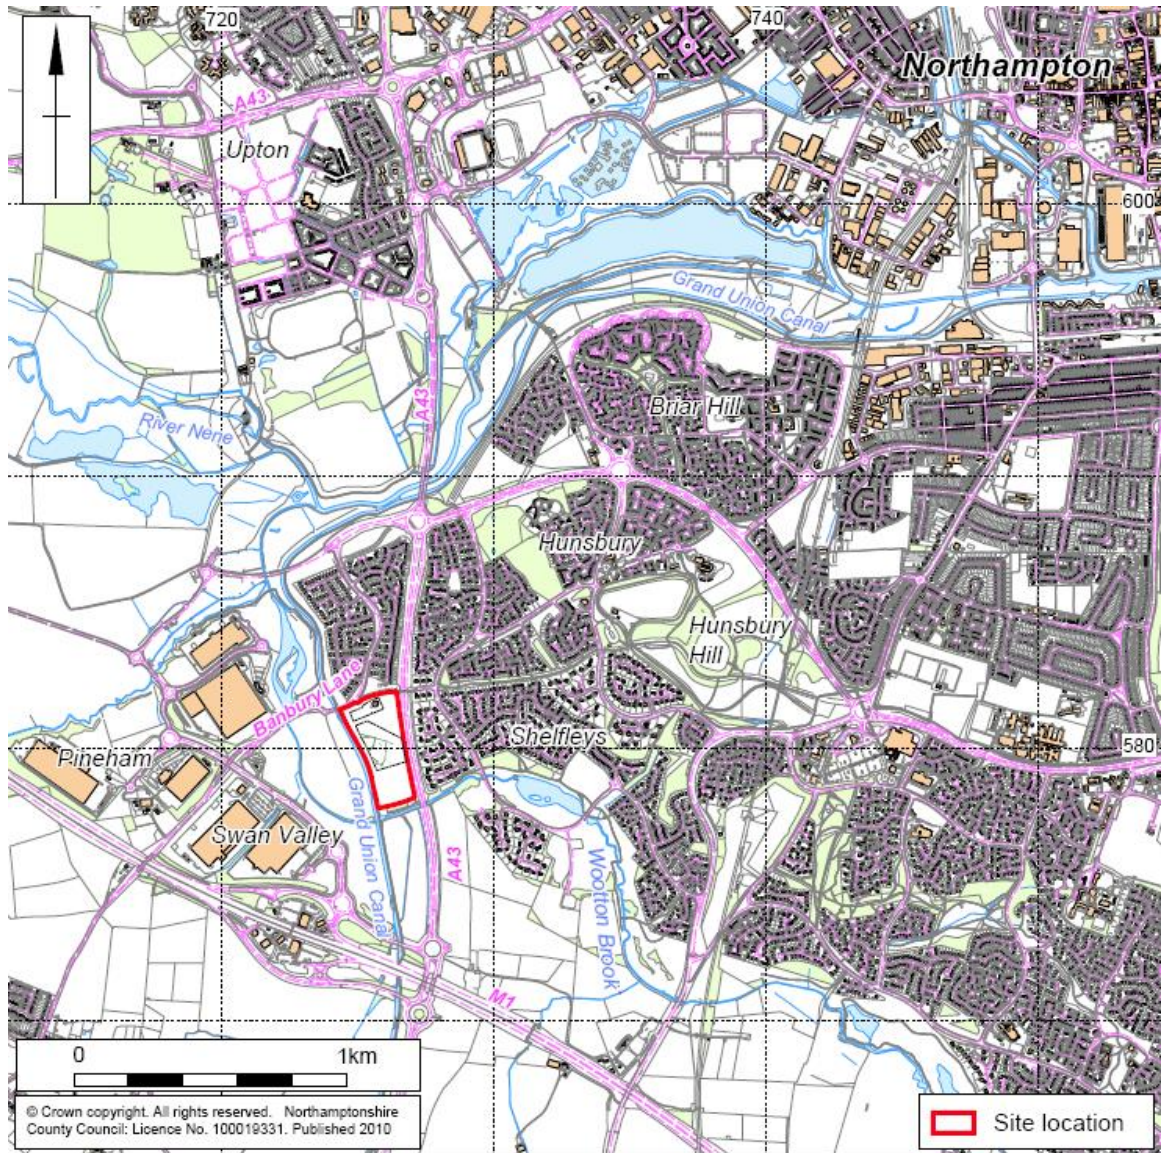 720
740
Northampton
A43
Upton
600
Grand Union Canal
A43
Briar Hill
River Nene
Hunsbury
Hunsbury
Hill
Banbury Lane
Shelfleys
580
Pineham
Grand Union Canal
Swan Valley
A43
Wootton Brook
M1
0 1km
© Crown copyright. All rights reserved. Northamptonshire
County Council: Licence No. 100019331. Published 2010
Site location